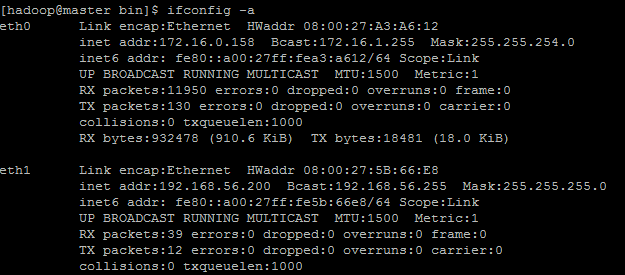 [hadoop@master bin]$ ifconfig -a
eth0 Link encap:Ethernet HWaddr 08:00:27:A3:A6:12
inet addr:172.16.0.158 Bcast:172.16.1.255 Mask:255.255.254.0
inet6 addr: fe80::a00:27ff:fea3:a612/64 Scope:Link
UP BROADCAST RUNNING MULTICAST MTU:1500 Metric:1
RX packets:11950 errors:0 dropped:0 overruns:0 frame:0
TX packets:130 errors:0 dropped:0 overruns:0 carrier:0
collisions:0 txqueuelen:1000
RX bytes:932478 (910.6 KiB) TX bytes:18481 (18.0 KiB)
eth1 Link encap:Ethernet HWaddr 08:00:27:5B:66:E8
inet addr:192.168.56.200 Bcast:192.168.56.255 Mask:255.255.255.0
inet6 addr: fe80::a00:27ff:fe5b:66e8/64 Scope:Link
UP BROADCAST RUNNING MULTICAST MTU:1500 Metric:1
RX packets:39 errors:0 dropped:0 overruns:0 frame:0
TX packets:12 errors:0 dropped:0 overruns:0 carrier:0
collisions:0 txqueuelen:1000